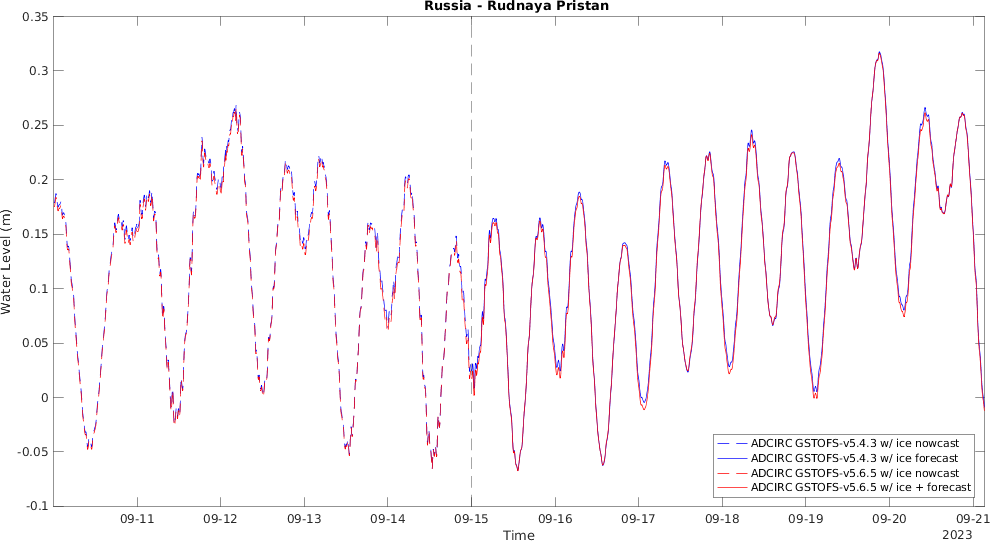 Russia - Rudnaya Pristan
0.35
0.3
0.25
0.2
0.15
0.1
0.05
0
-0.05
-0.1
Water Level (m)
ADCIRC GSTOFS-v5.4.3 w/ ice nowcast
ADCIRC GSTOFS-v5.4.3 w/ ice forecast
ADCIRC GSTOFS-v5.6.5 w/ ice nowcast
ADCIRC GSTOFS-v5.6.5 w/ ice + forecast
09-11 09-12 09-13 09-14 09-15 09-16 09-17 09-18 09-19 09-20 09-21
Time
2023